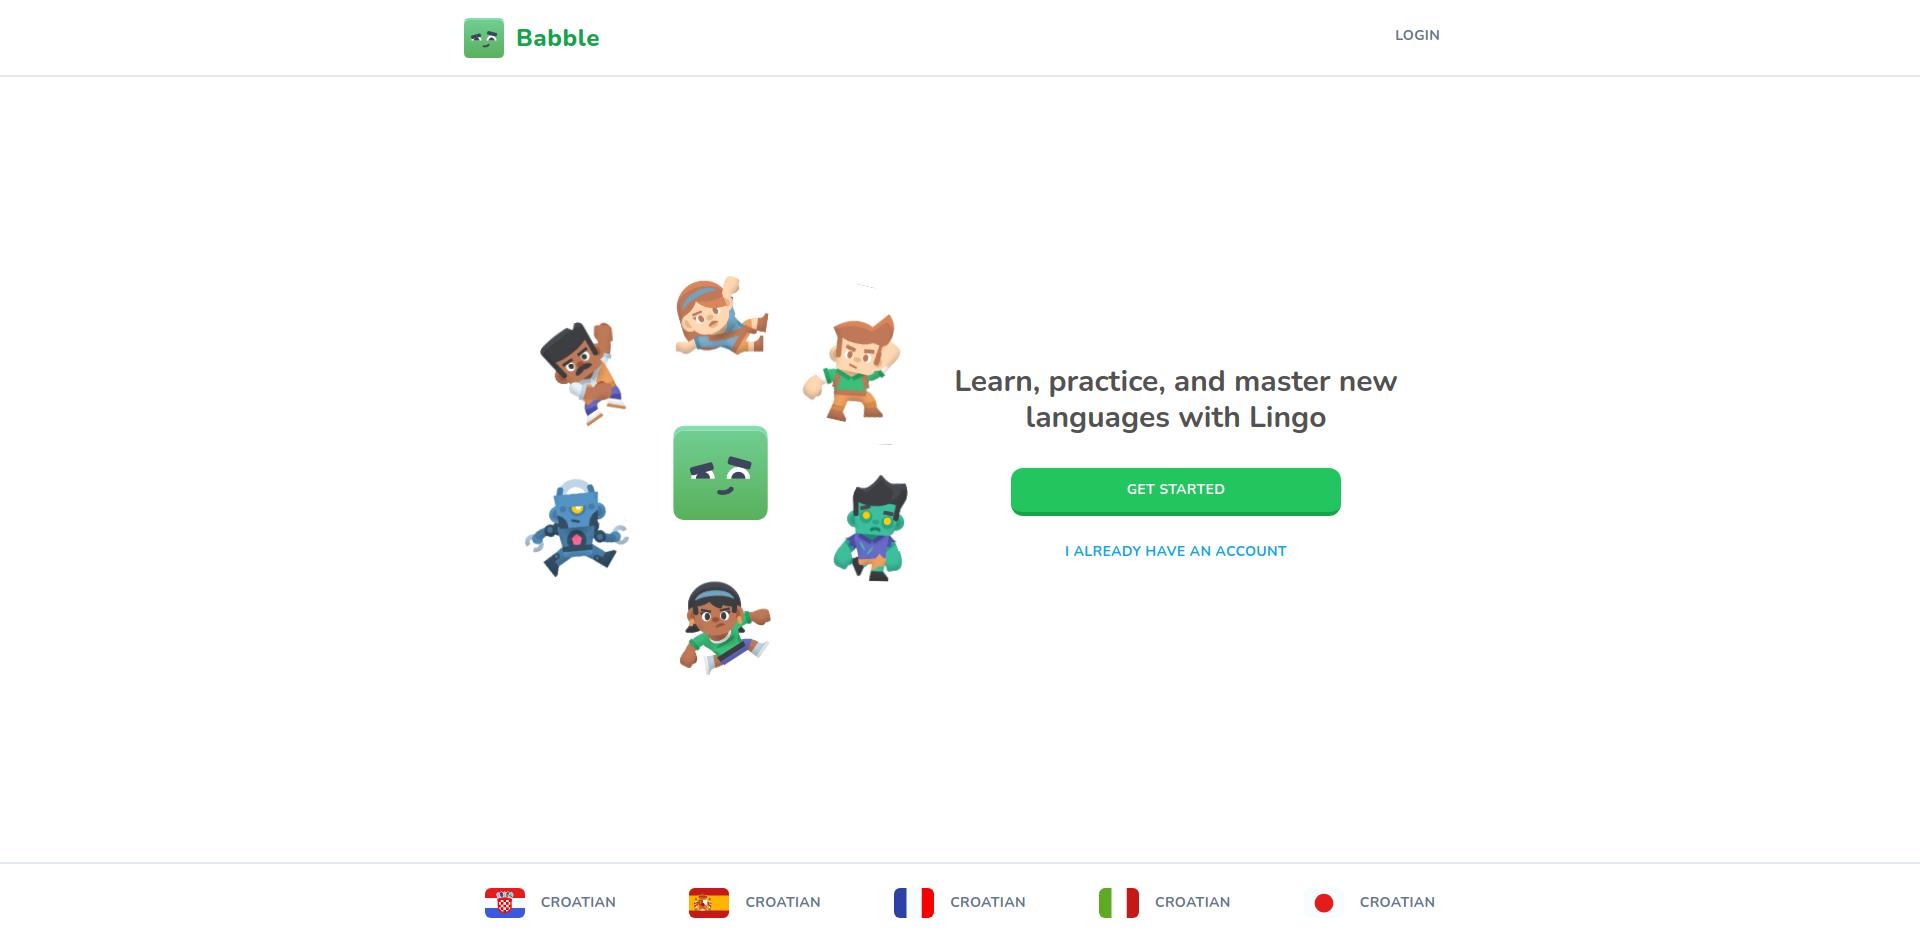 Babble
LOGIN
Learn, practice, and master new
languages with Lingo
GET STARTED
I ALREADY HAVE AN ACCOUNT
CROATIAN
CROATIAN
CROATIAN
CROATIAN
CROATIAN